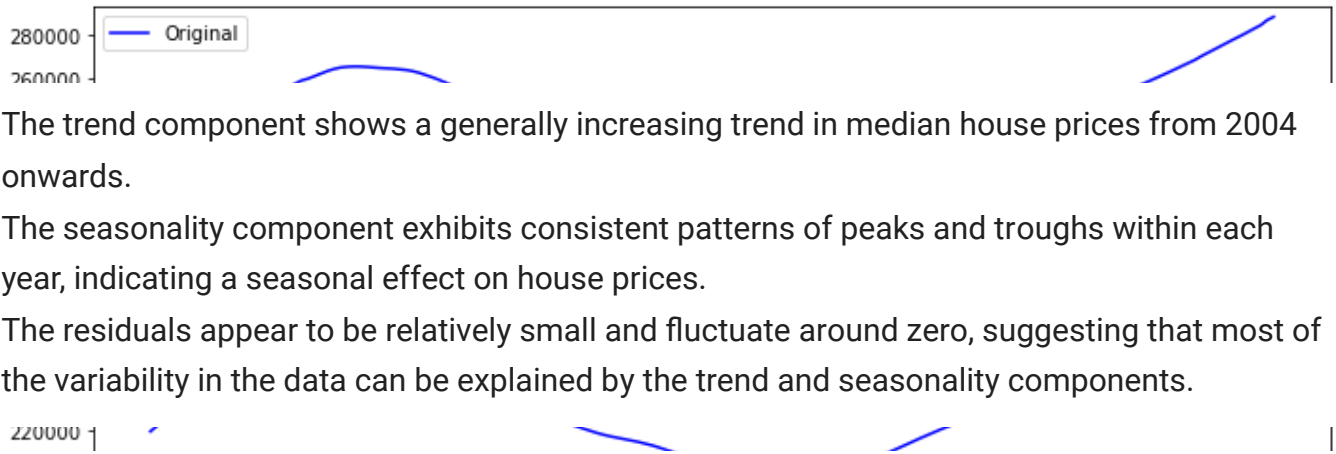 280000
Original
260000
The trend component shows a generally increasing trend in median house prices from 2004
onwards.
The seasonality component exhibits consistent patterns of peaks and troughs within each
year, indicating a seasonal effect on house prices.
The residuals appear to be relatively small and fluctuate around zero, suggesting that most of
the variability in the data can be explained by the trend and seasonality components.
220000